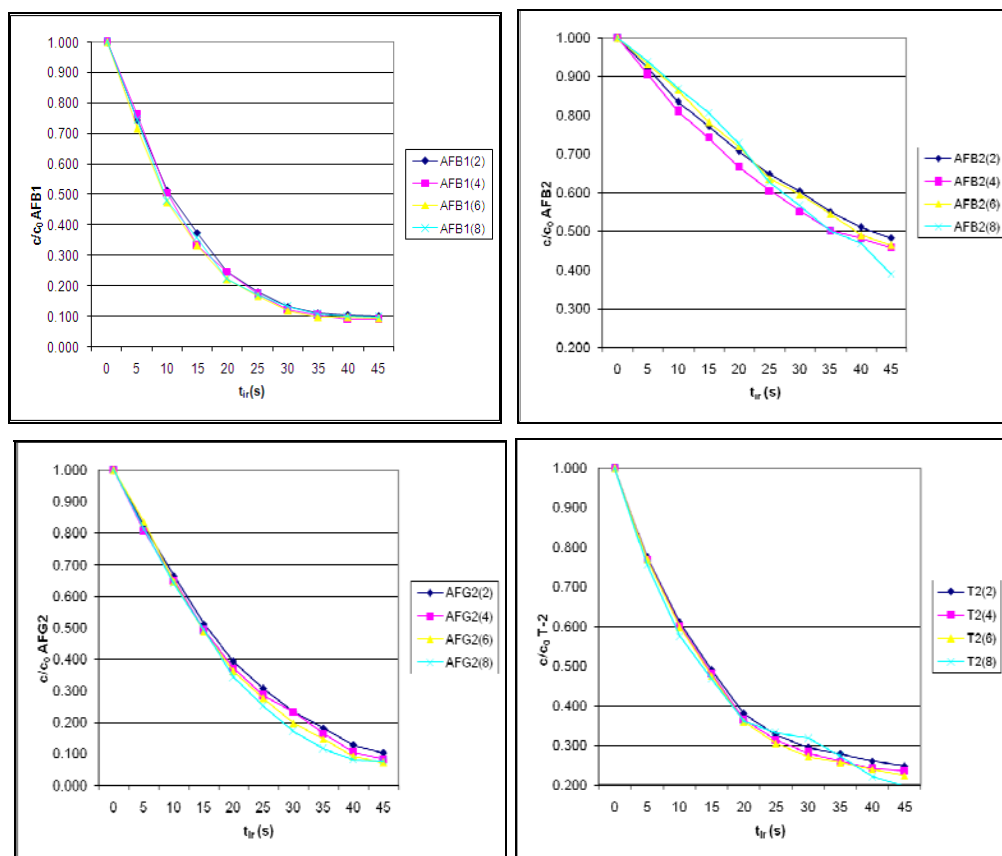 1.000
0.900
0.800
0.700
0.600
0.500
0.400
0.300
0.200
0.100
0.000
c/c₀ AFB1
0 5 10 15 20 25 30 35 40 45
tir(s)
AFB1(2)
AFB1(4)
AFB1(6)
AFB1(8)
1.000
0.900
0.800
0.700
0.600
0.500
0.400
0.300
0.200
c/c₀ AFB2
0 5 10 15 20 25 30 35 40 45
tir (s)
AFB2(2)
AFB2(4)
AFB2(6)
AFB2(8)
1.000
0.900
0.800
0.700
0.600
0.500
0.400
0.300
0.200
0.100
0.000
c/c₀ AFG2
0 5 10 15 20 25 30 35 40 45
tir (s)
AFG2(2)
AFG2(4)
AFG2(6)
AFG2(8)
1.000
0.900
0.800
0.700
0.600
0.500
0.400
0.300
0.200
c/c₀ T-2
0 5 10 15 20 25 30 35 40 45
tir (s)
T2(2)
T2(4)
T2(6)
T2(8)